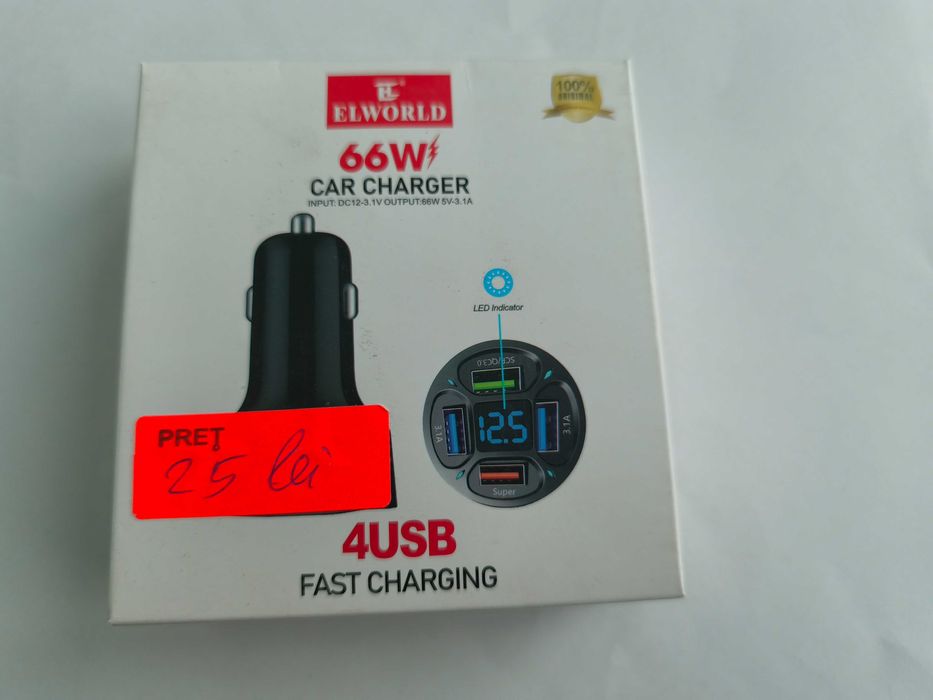 100%
ORIGINAL
ELWORLD
66W
CAR CHARGER
INPUT: DC12-3.1V OUTPUT:66W 5V-3.1A
LED Indicator
SCP/QC3.0
3.1A
12.5
3.1A
Super
PREȚ
25 lei
4USB
FAST CHARGING